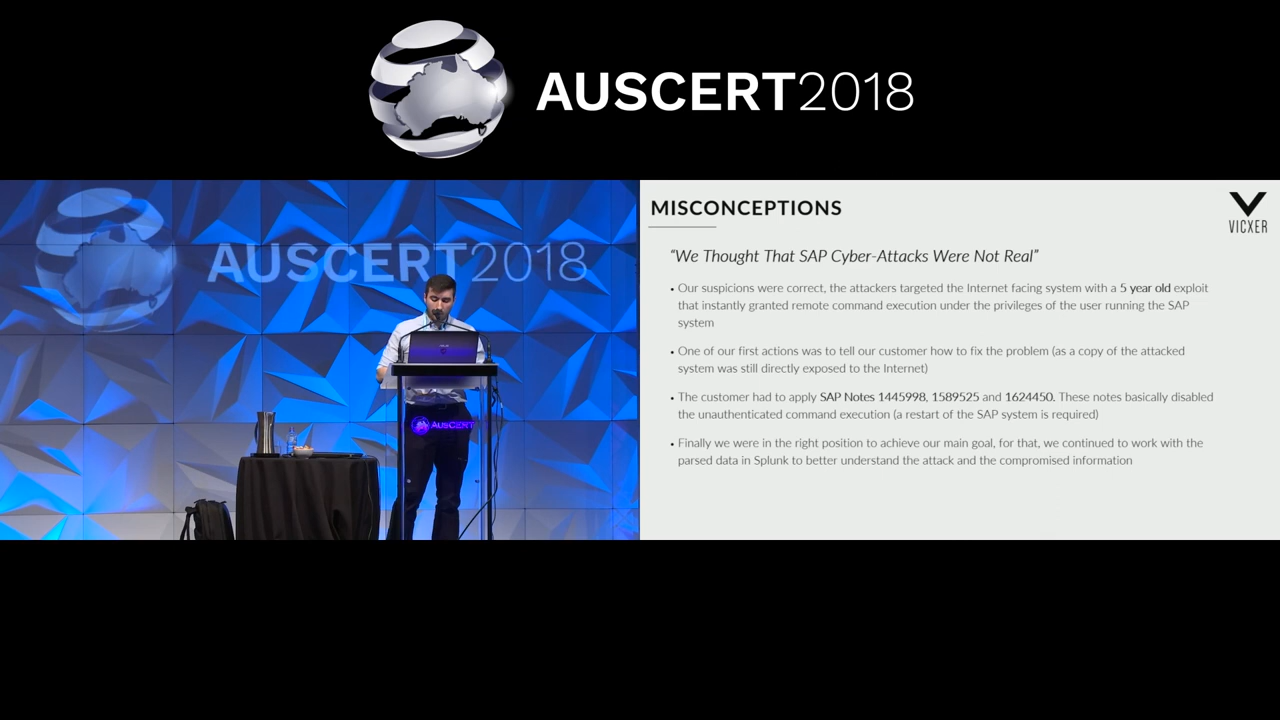 AUSCERT2018
AUSCERT2018
AUSCERT
MISCONCEPTIONS
VICXER
“We Thought That SAP Cyber-Attacks Were Not Real”
• Our suspicions were correct, the attackers targeted the Internet facing system with a 5 year old exploit
that instantly granted remote command execution under the privileges of the user running the SAP
system
• One of our first actions was to tell our customer how to fix the problem (as a copy of the attacked
system was still directly exposed to the Internet)
• The customer had to apply SAP Notes 1445998, 1589525 and 1624450. These notes basically disabled
the unauthenticated command execution (a restart of the SAP system is required)
• Finally we were in the right position to achieve our main goal, for that, we continued to work with the
parsed data in Splunk to better understand the attack and the compromised information